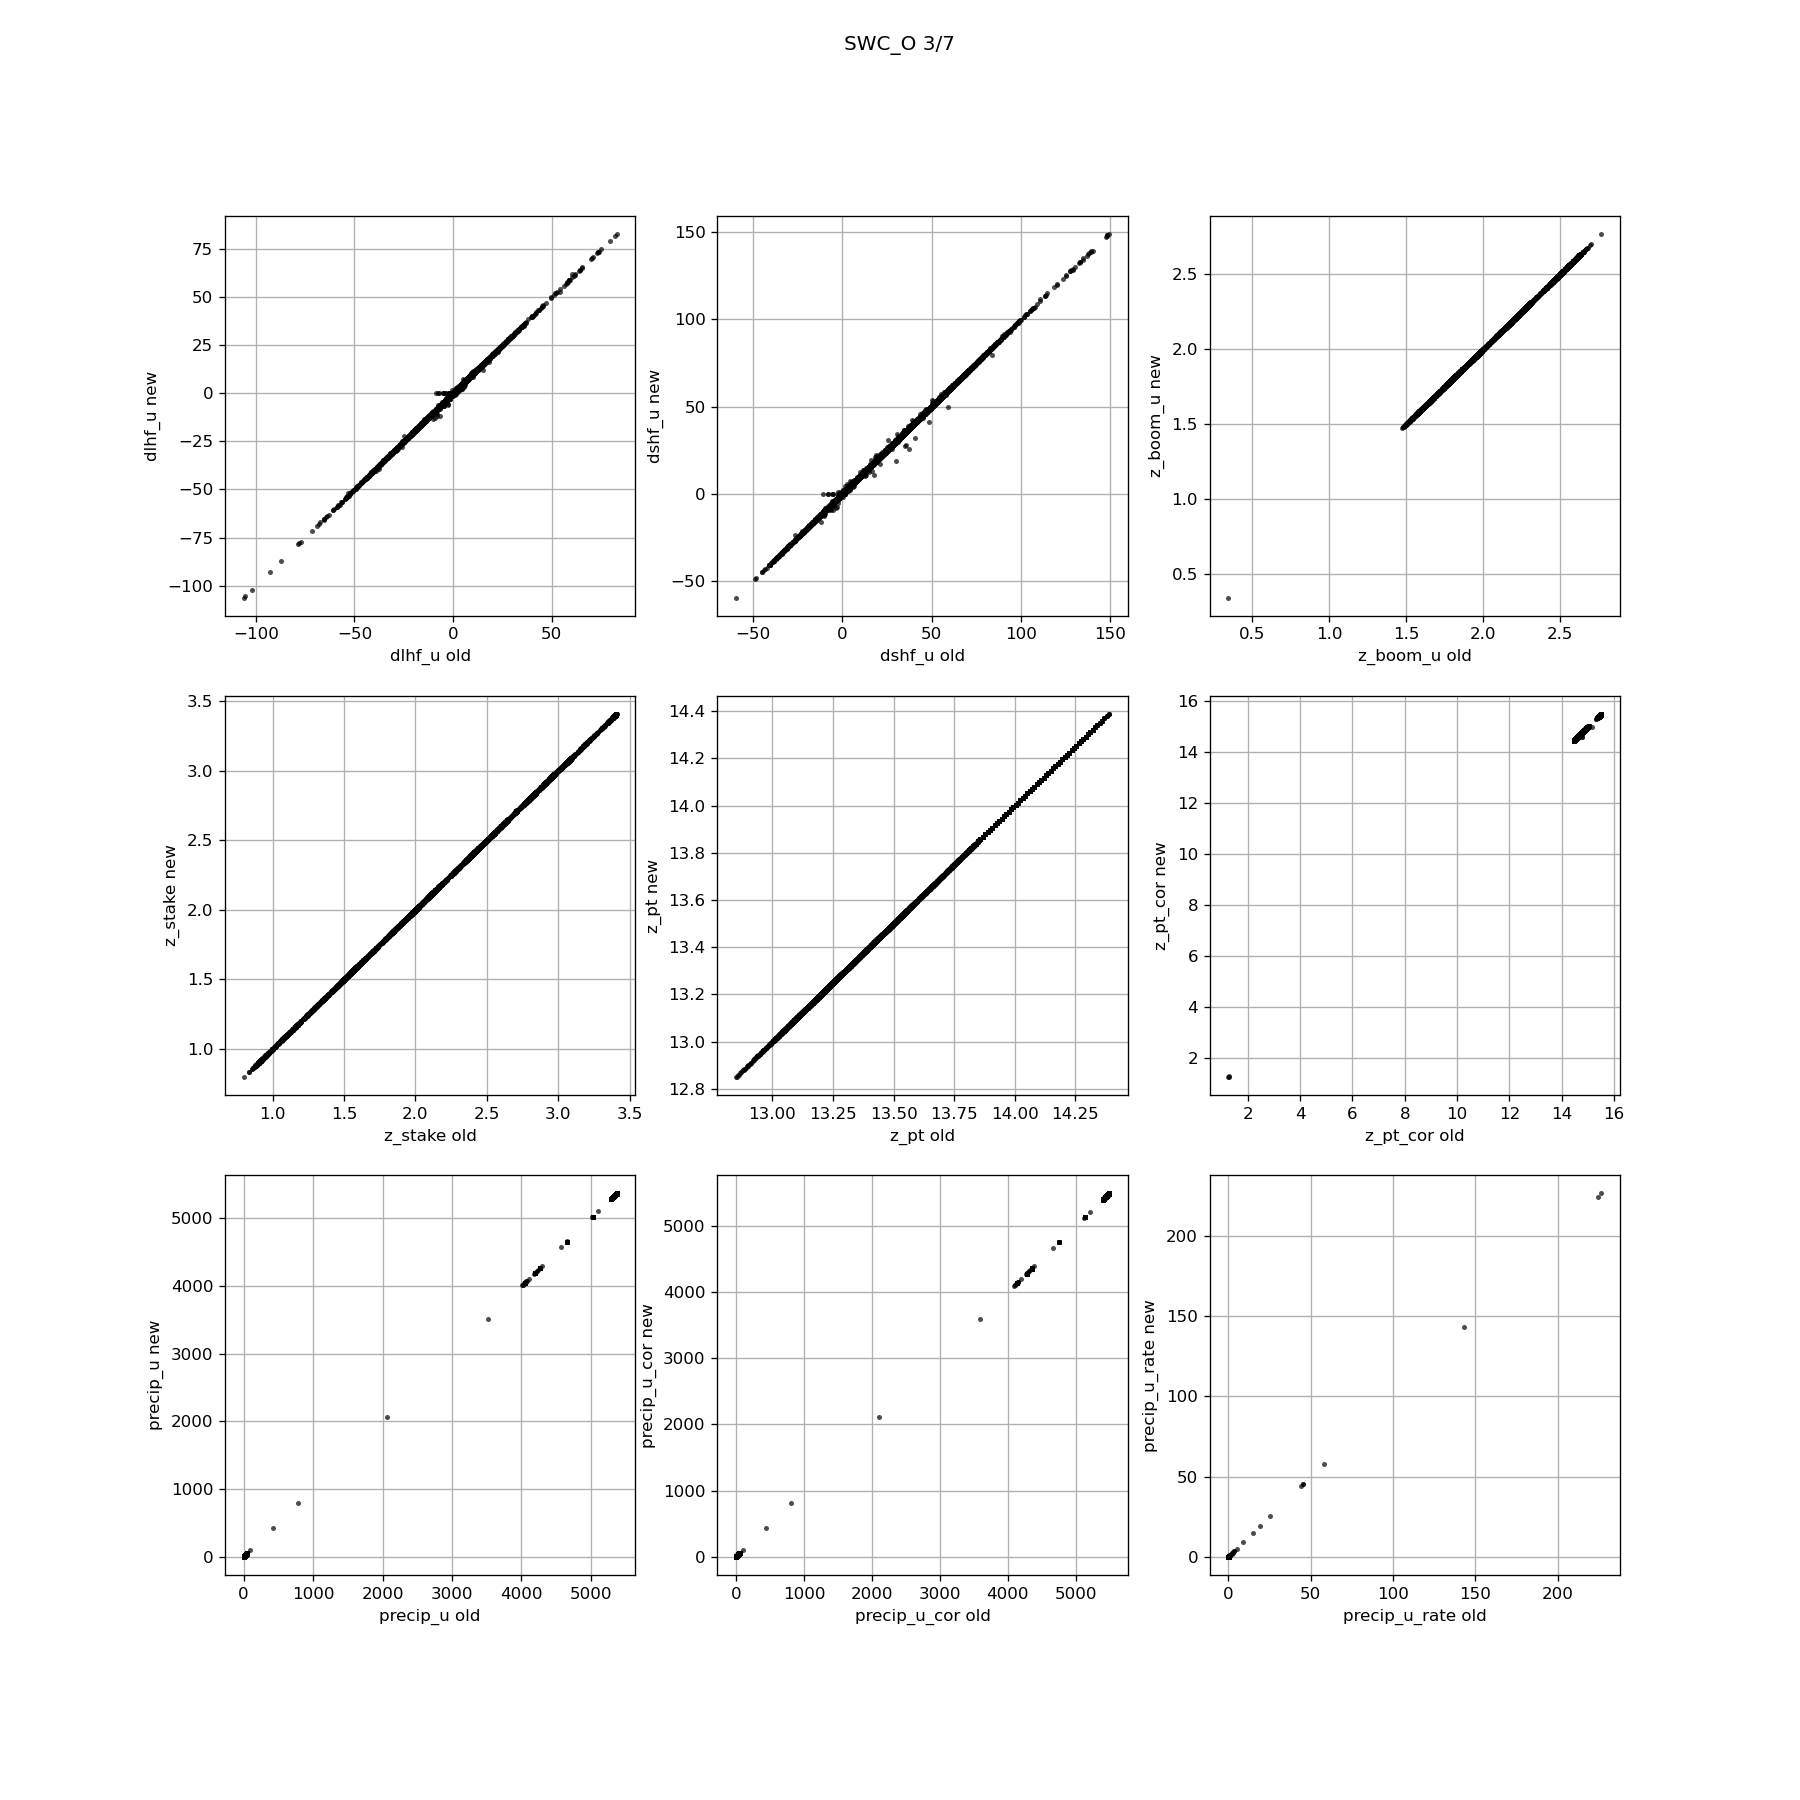 SWC_O 3/7
75
50
25
0
−25
−50
−75
−100
dlhf_u new
−100 −50 0 50
dlhf_u old
150
100
50
0
−50
dshf_u new
−50 0 50 100 150
dshf_u old
2.5
2.0
1.5
1.0
0.5
z_boom_u new
0.5 1.0 1.5 2.0 2.5
z_boom_u old
3.5
3.0
2.5
2.0
1.5
1.0
z_stake new
1.0 1.5 2.0 2.5 3.0 3.5
z_stake old
14.4
14.2
14.0
13.8
13.6
13.4
13.2
13.0
12.8
z_pt new
13.00 13.25 13.50 13.75 14.00 14.25
z_pt old
16
14
12
10
8
6
4
2
z_pt_cor new
2 4 6 8 10 12 14 16
z_pt_cor old
5000
4000
3000
2000
1000
0
precip_u new
0 1000 2000 3000 4000 5000
precip_u old
5000
4000
3000
2000
1000
0
precip_u_cor new
0 1000 2000 3000 4000 5000
precip_u_cor old
200
150
100
50
0
precip_u_rate new
0 50 100 150 200
precip_u_rate old